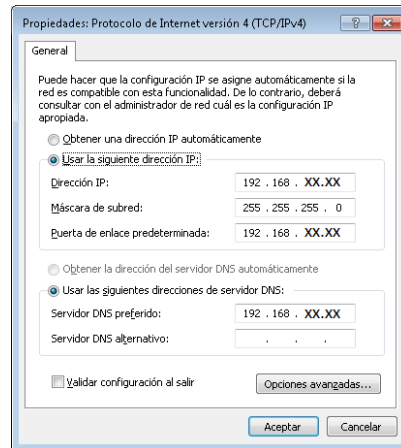 Propiedades: Protocolo de Internet versión 4 (TCP/IPv4)
General
Puede hacer que la configuración IP se asigne automáticamente si la
red es compatible con esta funcionalidad. De lo contrario, deberá
consultar con el administrador de red cuál es la configuración IP
apropiada.
Obtener una dirección IP automáticamente
Usar la siguiente dirección IP:
Dirección IP: 192 . 168 . XX.XX
Máscara de subred: 255 . 255 . 255 . 0
Puerta de enlace predeterminada: 192 . 168 . XX.XX
Obtener la dirección del servidor DNS automáticamente
Usar las siguientes direcciones de servidor DNS:
Servidor DNS preferido: 192 . 168 . XX.XX
Servidor DNS alternativo: . . .
Validar configuración al salir
Opciones avanzadas...
Aceptar Cancelar